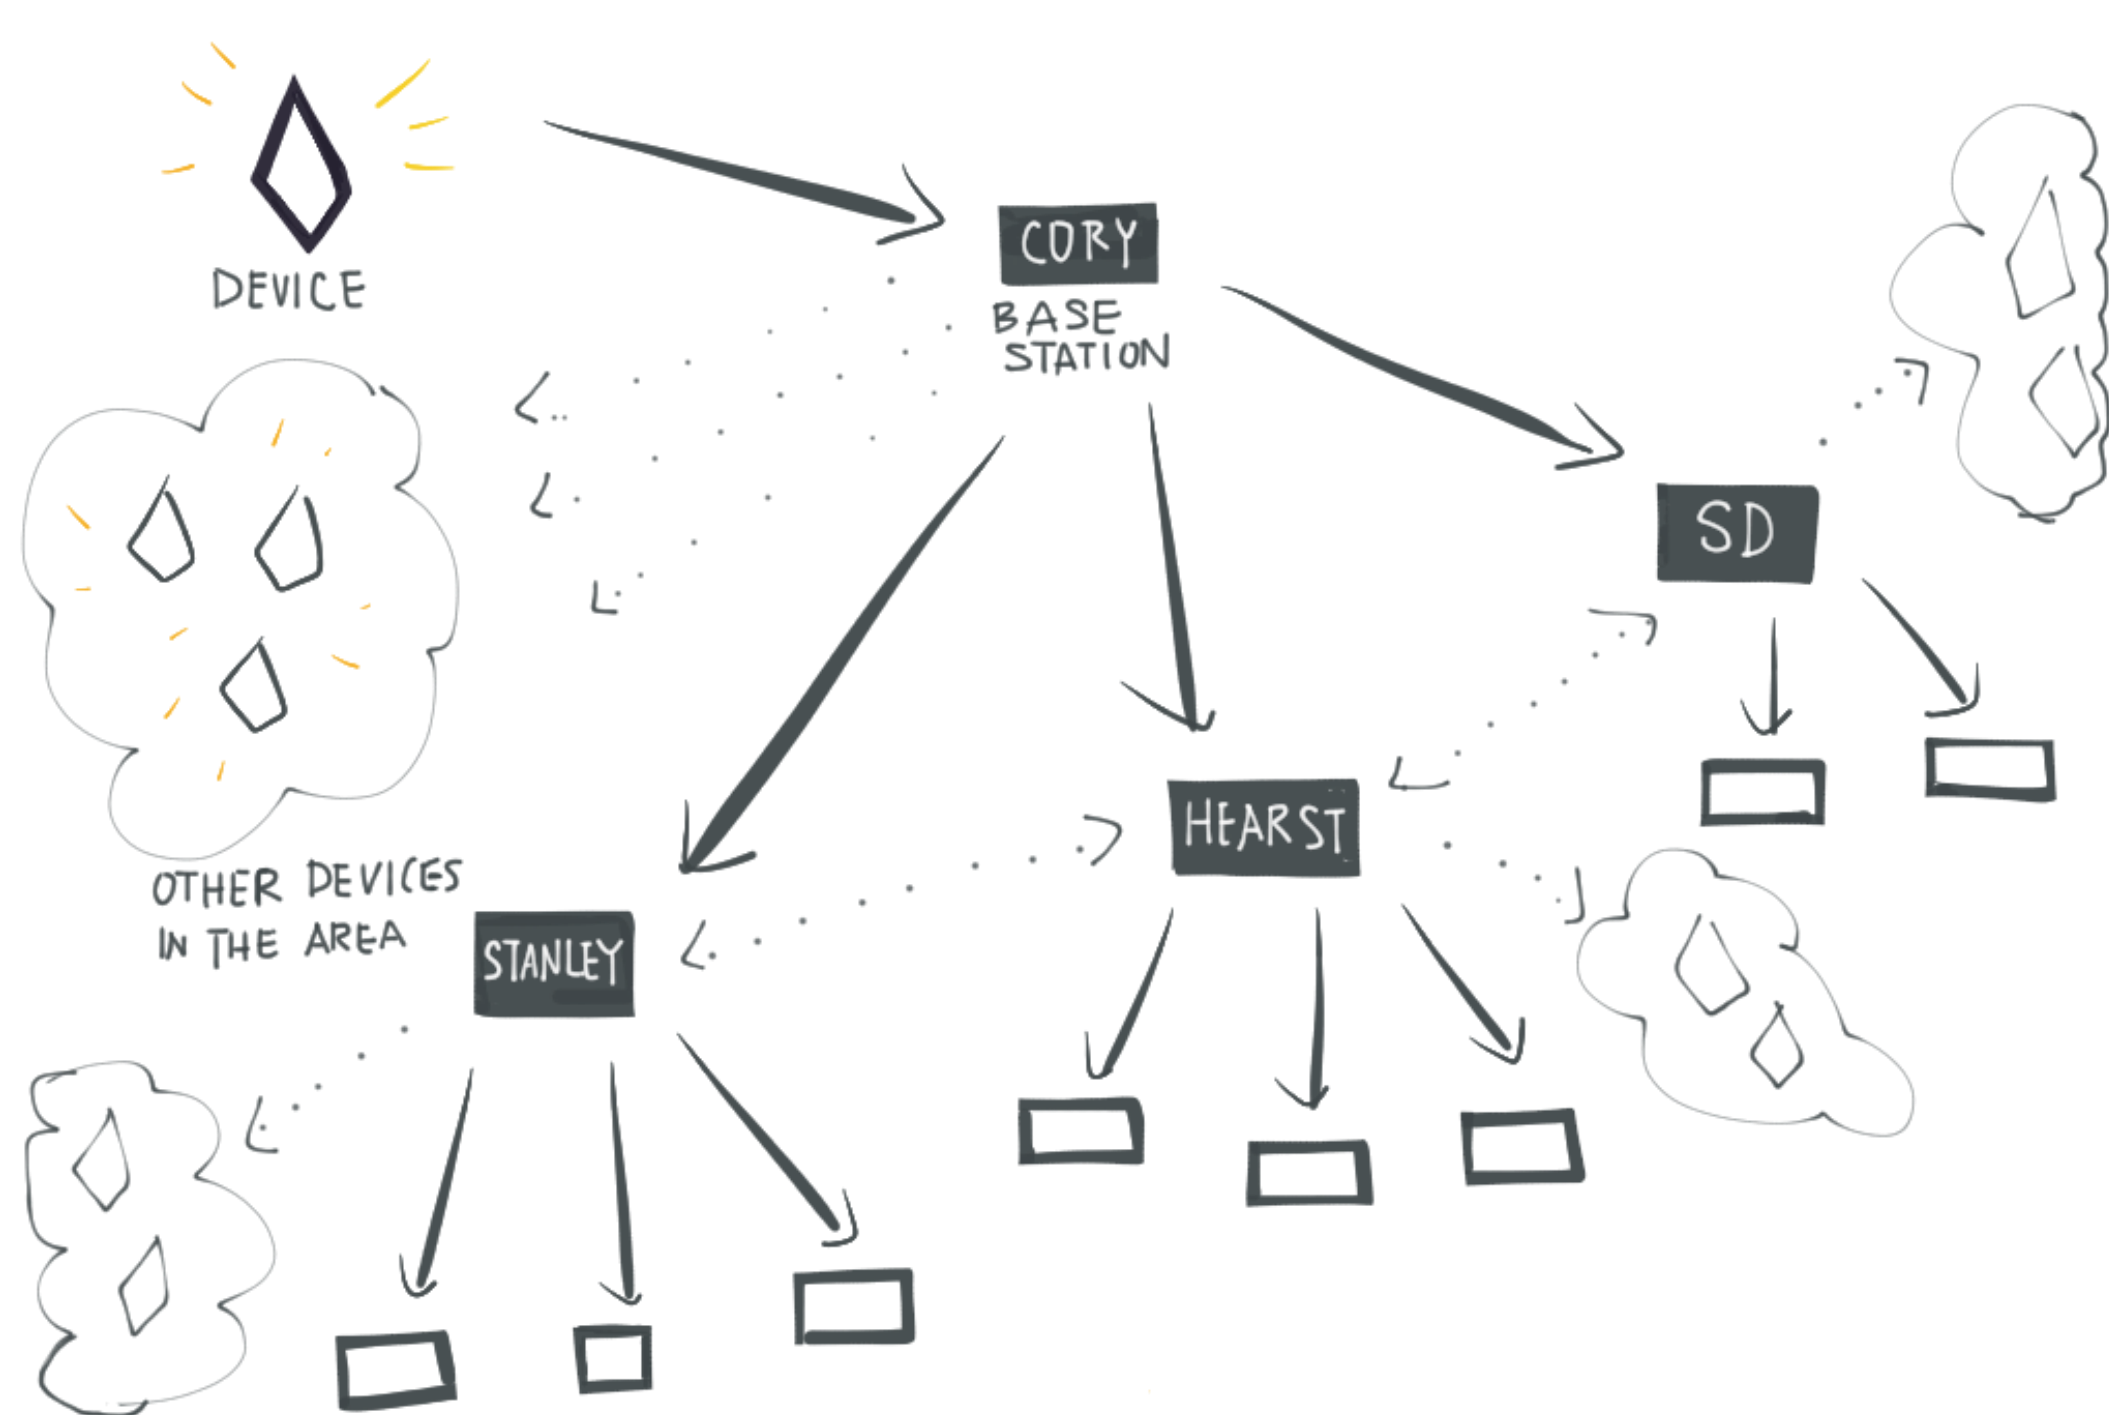 DEVICE
CORY
BASE
STATION
SD
HEARST
OTHER DEVICES
IN THE AREA
STANLEY